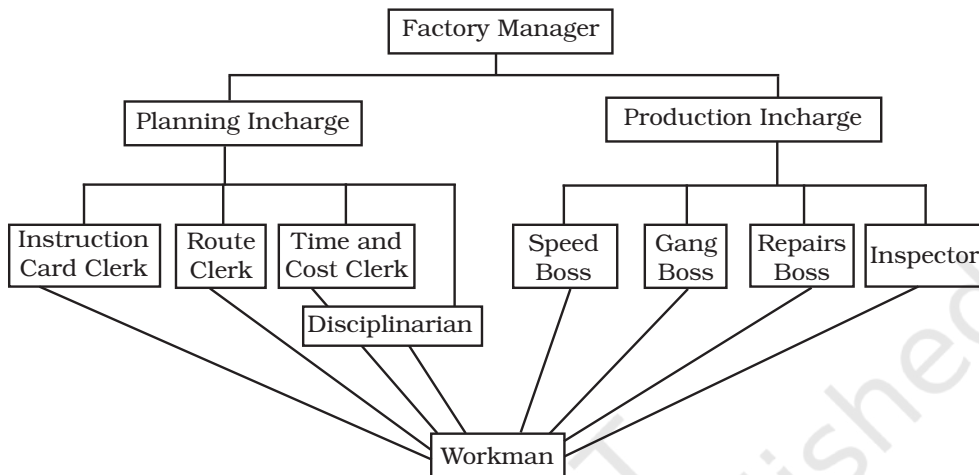 Factory Manager
Planning Incharge
Production Incharge
Instruction
Card Clerk
Route
Clerk
Time and
Cost Clerk
Disciplinarian
Speed
Boss
Gang
Boss
Repairs
Boss
Inspector
Workman